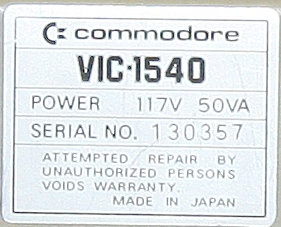 commodore
VIC-1540
POWER 117V 50VA
SERIAL NO. 130357
ATTEMPTED REPAIR BY
UNAUTHORIZED PERSONS
VOIDS WARRANTY.
MADE IN JAPAN